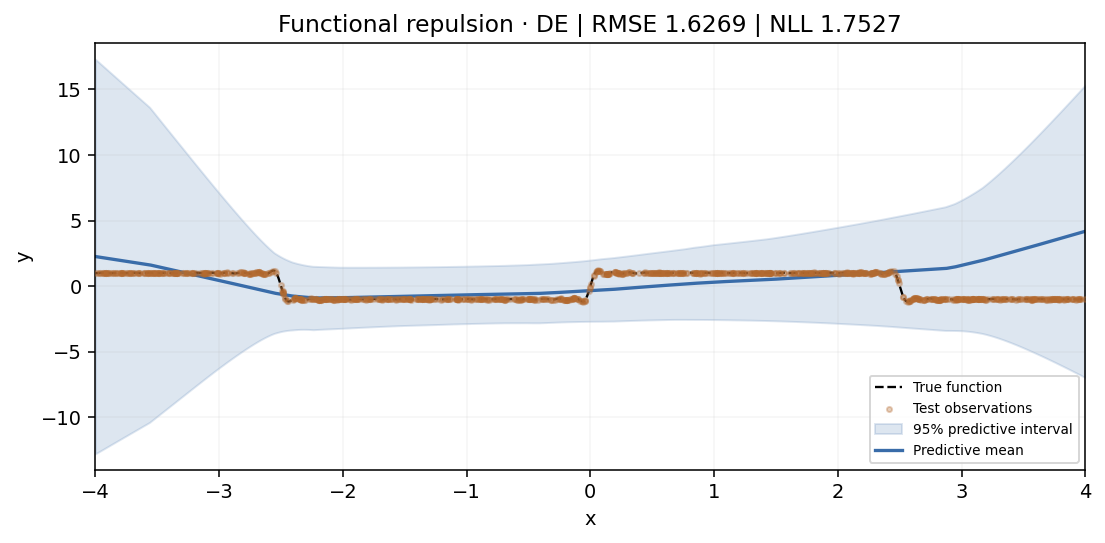 Functional repulsion · DE | RMSE 1.6269 | NLL 1.7527
y
15
10
5
0
−5
−10
−4
−3
−2
−1
0
1
2
3
4
x
True function
Test observations
95% predictive interval
Predictive mean